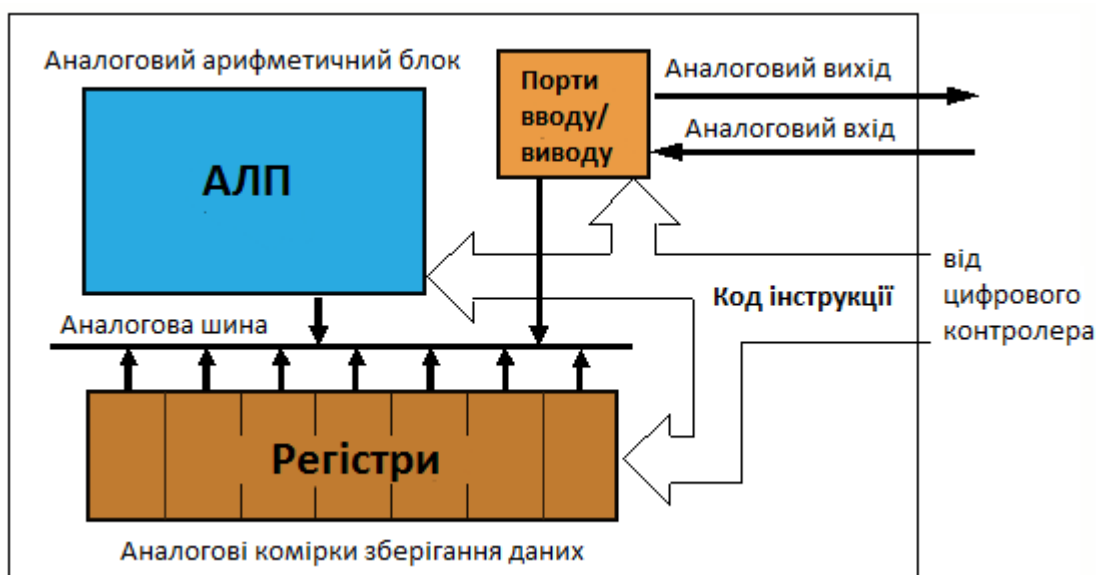 Аналоговий арифметичний блок
АЛП
Порти
вводу/
виводу
Аналоговий вихід
Аналоговий вхід
від
цифрового
контролера
Код інструкції
Аналогова шина
Регістри
Аналогові комірки зберігання даних